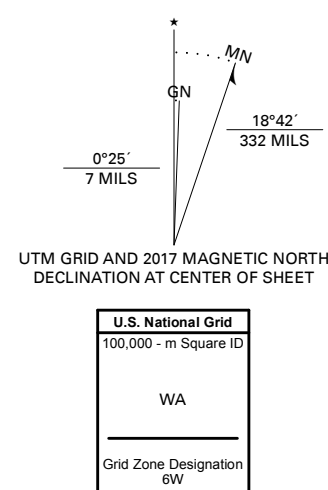 ★
MN
GN
18°42´
332 MILS
0°25´
7 MILS
UTM GRID AND 2017 MAGNETIC NORTH
DECLINATION AT CENTER OF SHEET
U.S. National Grid
100,000 - m Square ID
WA
Grid Zone Designation
6W